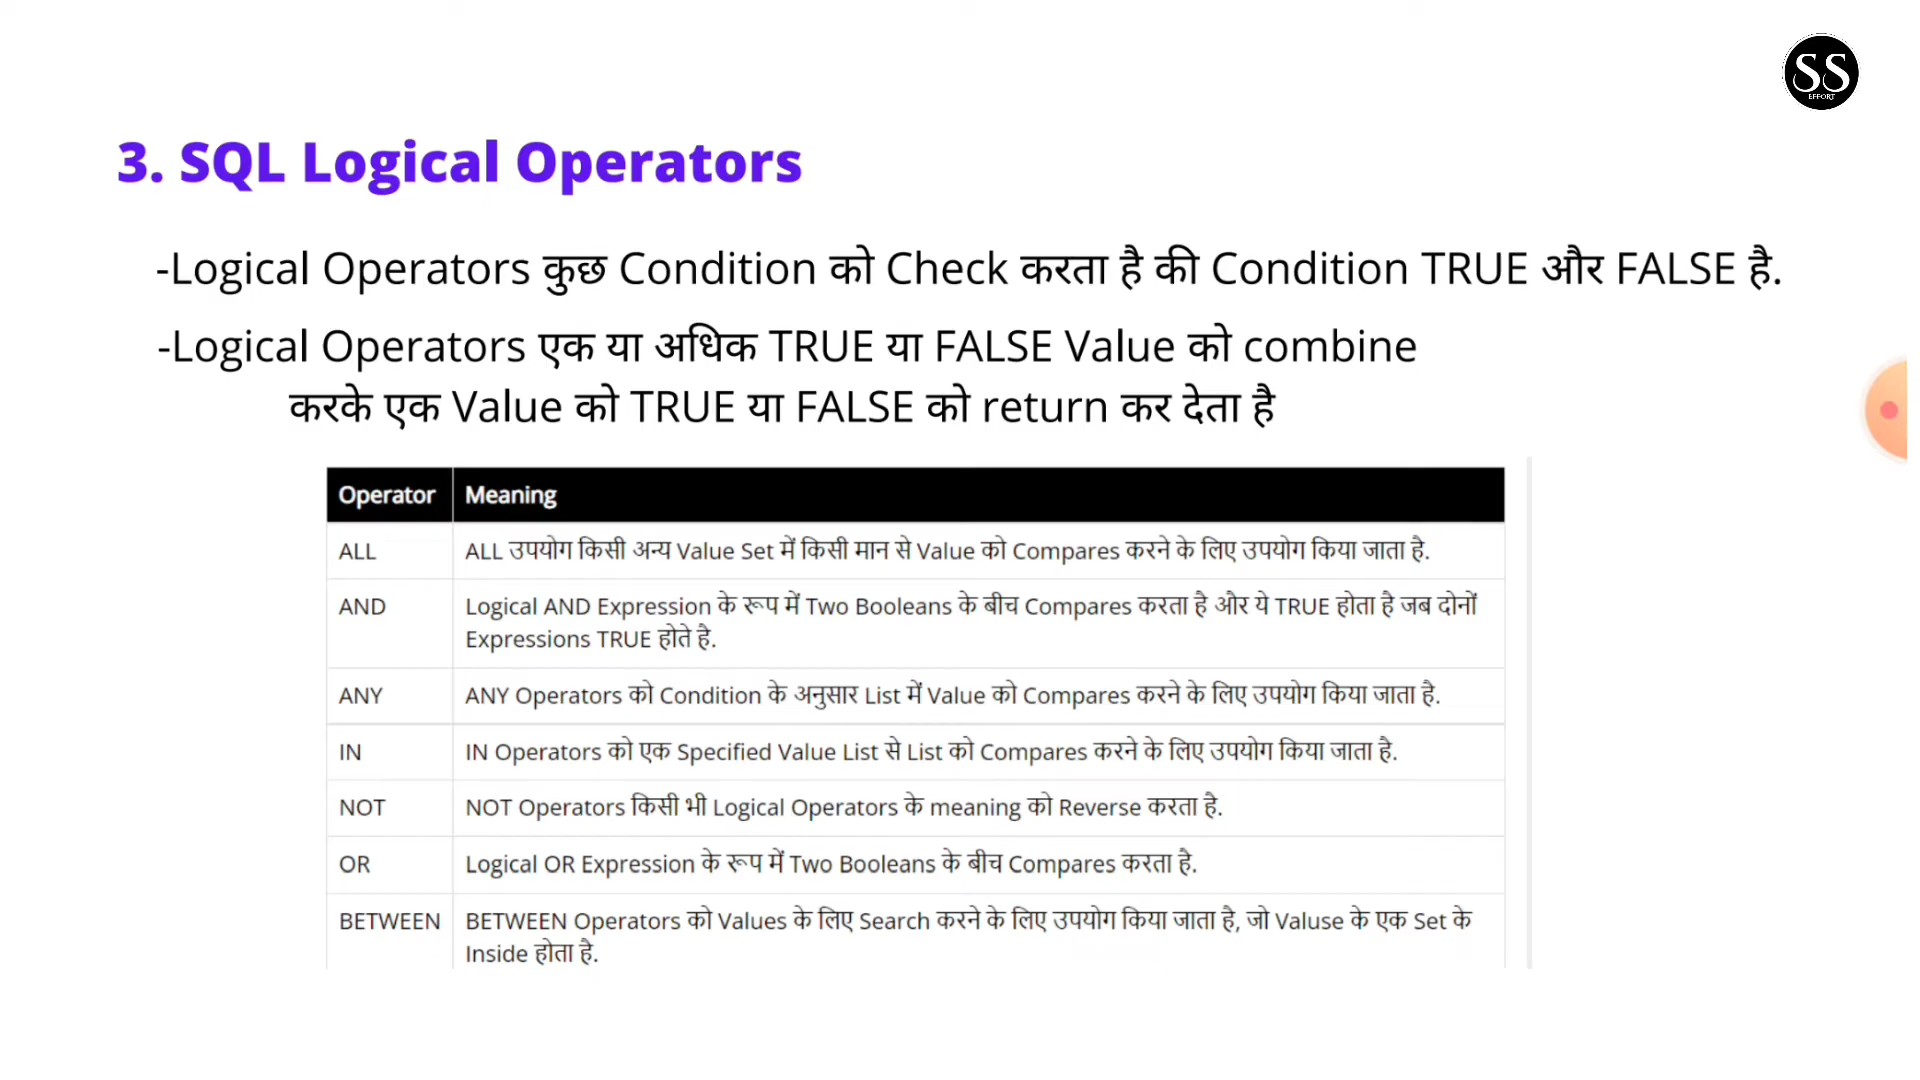 SS
EFFORT
3. SQL Logical Operators
-Logical Operators कुछ Condition को Check करता है की Condition TRUE और FALSE है.
-Logical Operators एक या अधिक TRUE या FALSE Value को combine
करके एक Value को TRUE या FALSE को return कर देता है
Operator Meaning
ALL ALL उपयोग किसी अन्य Value Set में किसी मान से Value को Compares करने के लिए उपयोग किया जाता है.
AND Logical AND Expression के रूप में Two Booleans के बीच Compares करता है और ये TRUE होता है जब दोनों
Expressions TRUE होते है.
ANY ANY Operators को Condition के अनुसार List में Value को Compares करने के लिए उपयोग किया जाता है.
IN IN Operators को एक Specified Value List से List को Compares करने के लिए उपयोग किया जाता है.
NOT NOT Operators किसी भी Logical Operators के meaning को Reverse करता है.
OR Logical OR Expression के रूप में Two Booleans के बीच Compares करता है.
BETWEEN BETWEEN Operators को Values के लिए Search करने के लिए उपयोग किया जाता है, जो Valuse के एक Set के
Inside होता है.